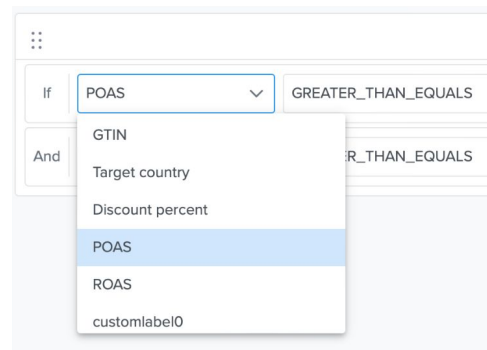 If POAS GREATER_THAN_EQUALS
GTIN
And ER_THAN_EQUALS
Target country
Discount percent
POAS
ROAS
customlabel0